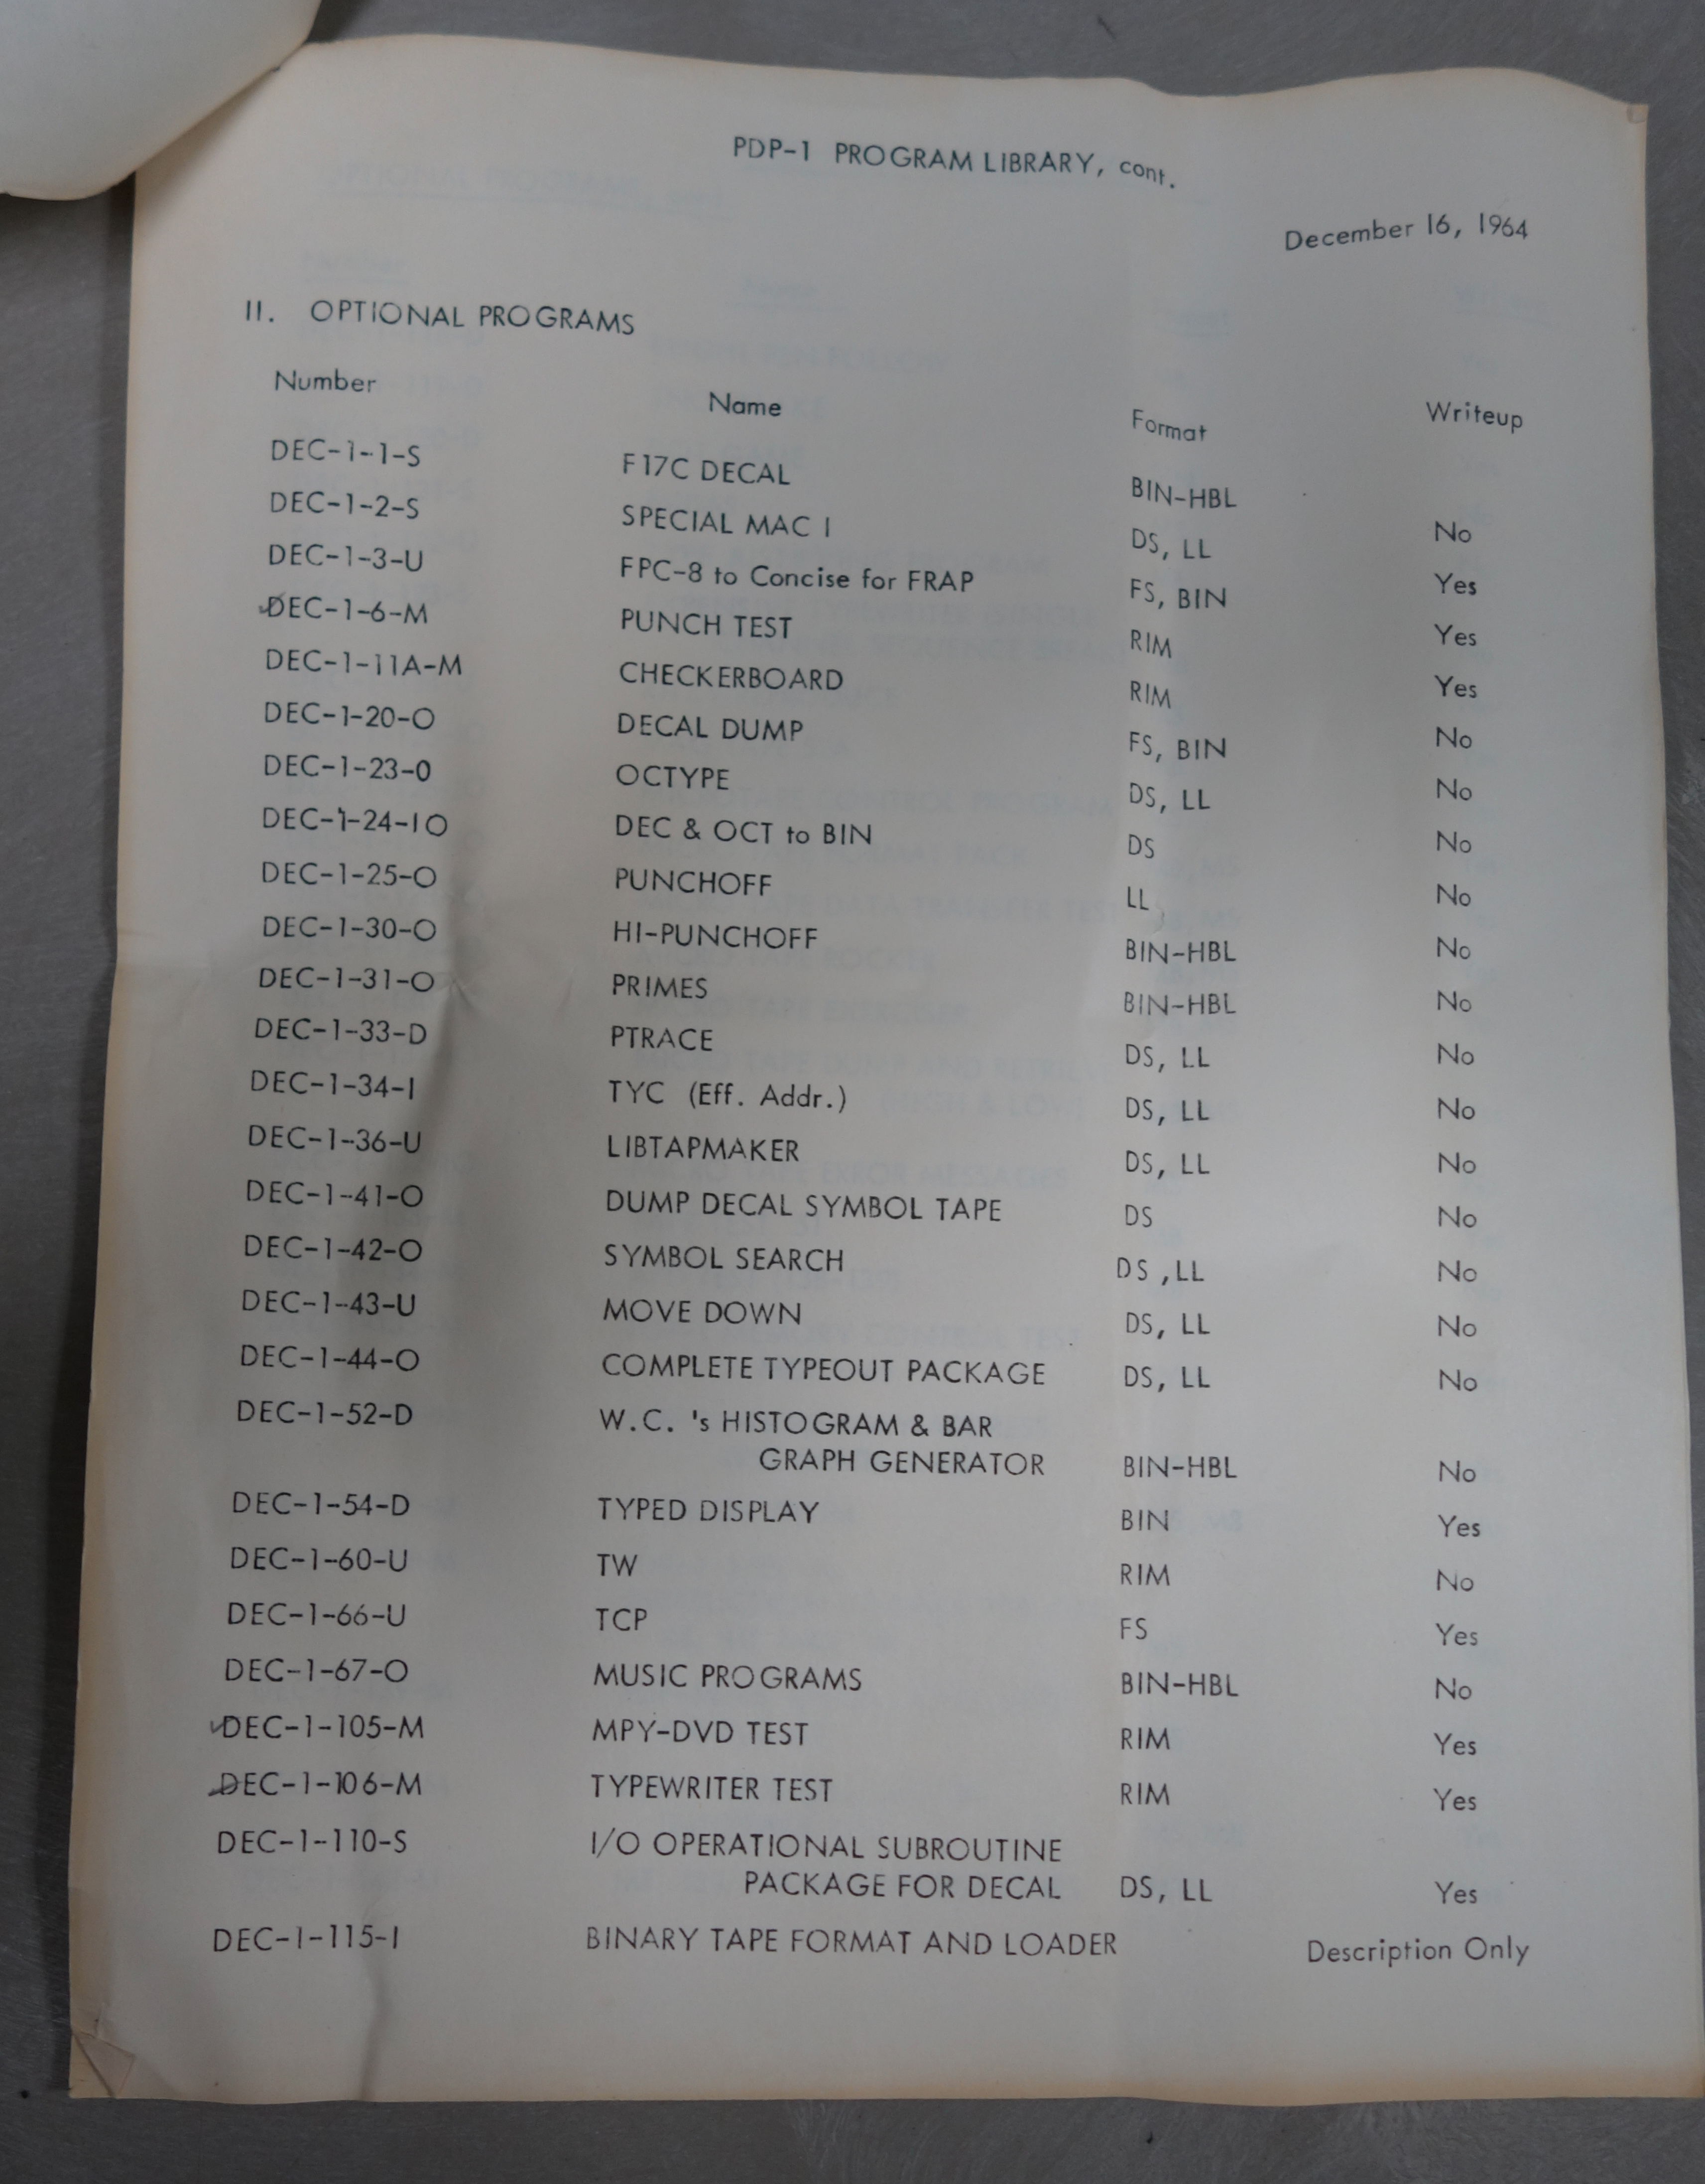 PDP-1 PROGRAM LIBRARY, cont.
December 16, 1964
II. OPTIONAL PROGRAMS
Number Name Format Writeup
DEC-1-1-S F17C DECAL BIN-HBL
DEC-1-2-S SPECIAL MAC I DS, LL No
DEC-1-3-U FPC-8 to Concise for FRAP FS, BIN Yes
DEC-1-6-M PUNCH TEST RIM Yes
DEC-1-11A-M CHECKERBOARD RIM Yes
DEC-1-20-O DECAL DUMP FS, BIN No
DEC-1-23-0 OCTYPE DS, LL No
DEC-1-24-IO DEC & OCT to BIN DS No
DEC-1-25-O PUNCHOFF LL No
DEC-1-30-O HI-PUNCHOFF BIN-HBL No
DEC-1-31-O PRIMES BIN-HBL No
DEC-1-33-D PTRACE DS, LL No
DEC-1-34-I TYC (Eff. Addr.) DS, LL No
DEC-1-36-U LIBTAPMAKER DS, LL No
DEC-1-41-O DUMP DECAL SYMBOL TAPE DS No
DEC-1-42-O SYMBOL SEARCH DS ,LL No
DEC-1-43-U MOVE DOWN DS, LL No
DEC-1-44-O COMPLETE TYPEOUT PACKAGE DS, LL No
DEC-1-52-D W.C. 's HISTOGRAM & BAR
GRAPH GENERATOR BIN-HBL No
DEC-1-54-D TYPED DISPLAY BIN Yes
DEC-1-60-U TW RIM No
DEC-1-66-U TCP FS Yes
DEC-1-67-O MUSIC PROGRAMS BIN-HBL No
DEC-1-105-M MPY-DVD TEST RIM Yes
DEC-1-106-M TYPEWRITER TEST RIM Yes
DEC-1-110-S I/O OPERATIONAL SUBROUTINE
PACKAGE FOR DECAL DS, LL Yes
DEC-1-115-I BINARY TAPE FORMAT AND LOADER Description Only